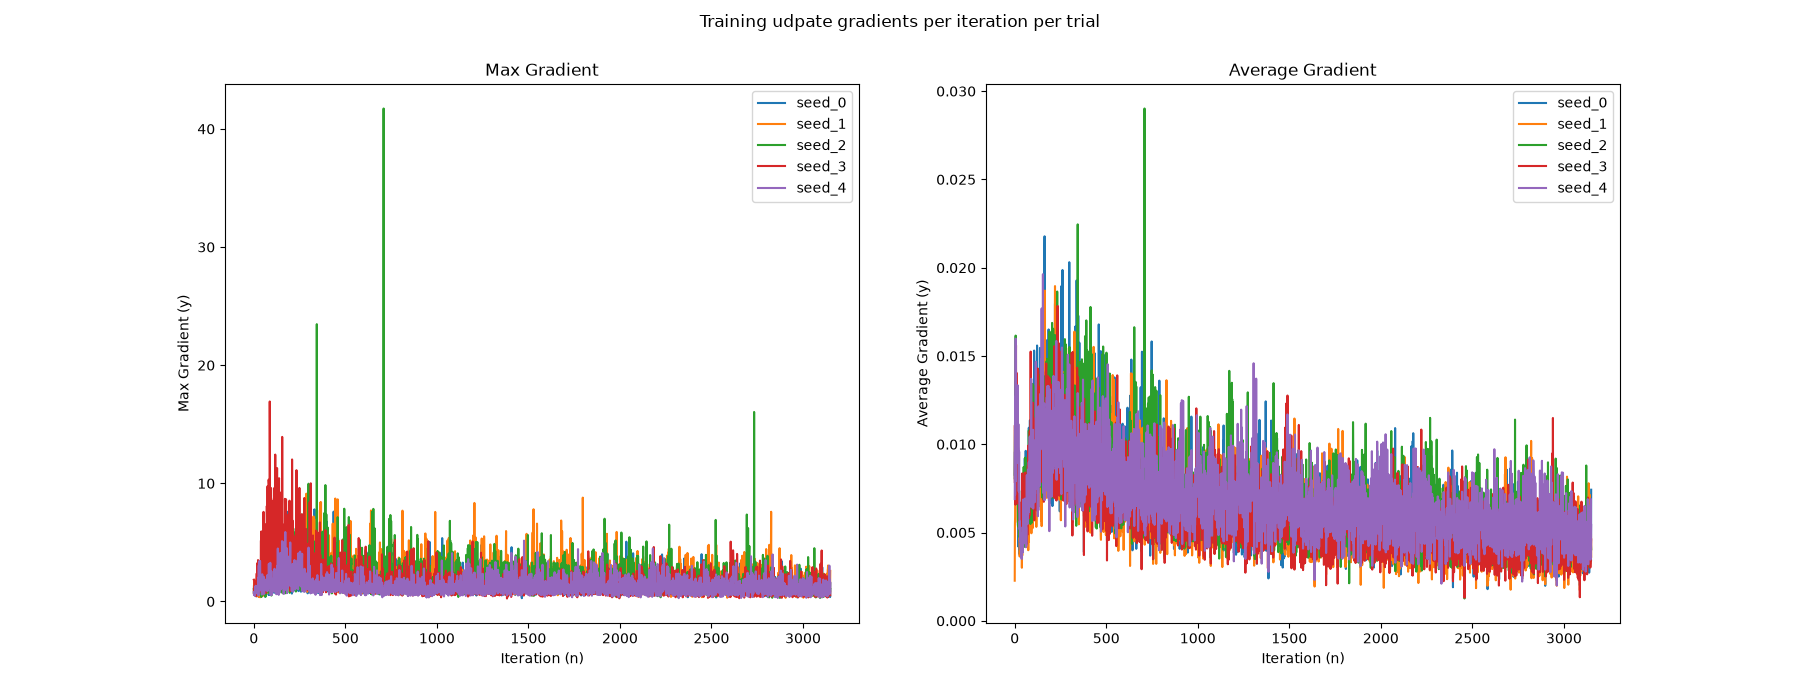 Training udpate gradients per iteration per trial
Max Gradient
Max Gradient (y)
40
30
20
10
0
0 500 1000 1500 2000 2500 3000
Iteration (n)
seed_0
seed_1
seed_2
seed_3
seed_4
Average Gradient
Average Gradient (y)
0.030
0.025
0.020
0.015
0.010
0.005
0.000
0 500 1000 1500 2000 2500 3000
Iteration (n)
seed_0
seed_1
seed_2
seed_3
seed_4